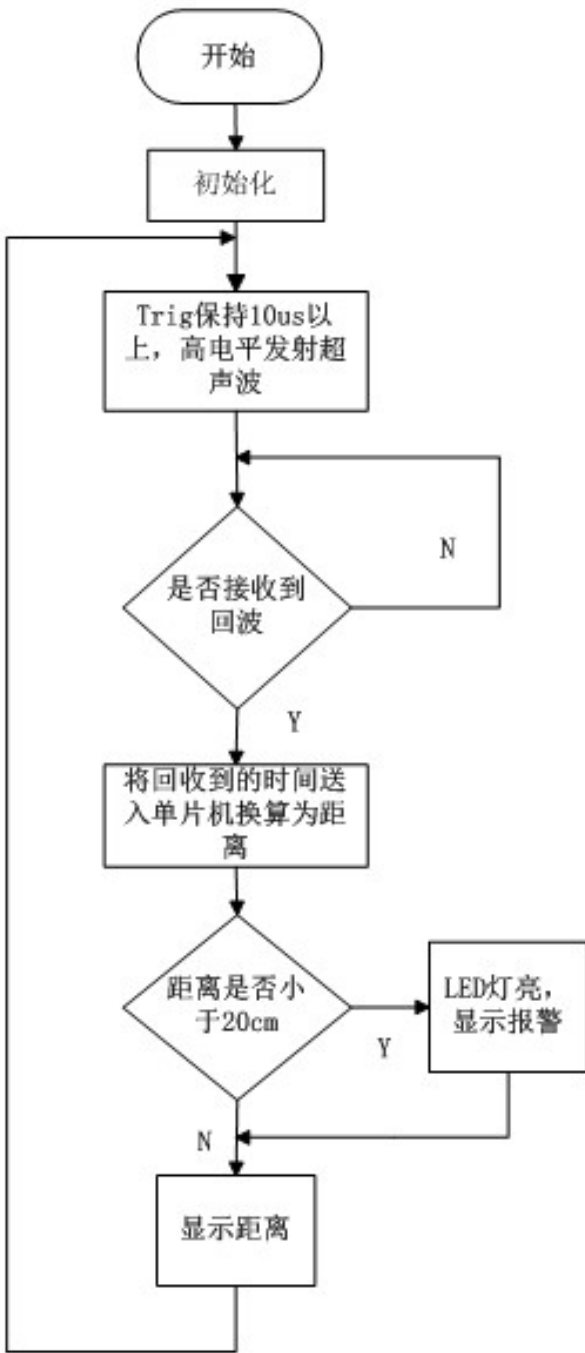 开始
初始化
Trig保持10us以
上，高电平发射超
声波
N
是否接收到
回波
Y
将回收到的时间送
入单片机换算为距
离
距离是否小
于20cm
LED灯亮，
显示报警
Y
N
显示距离